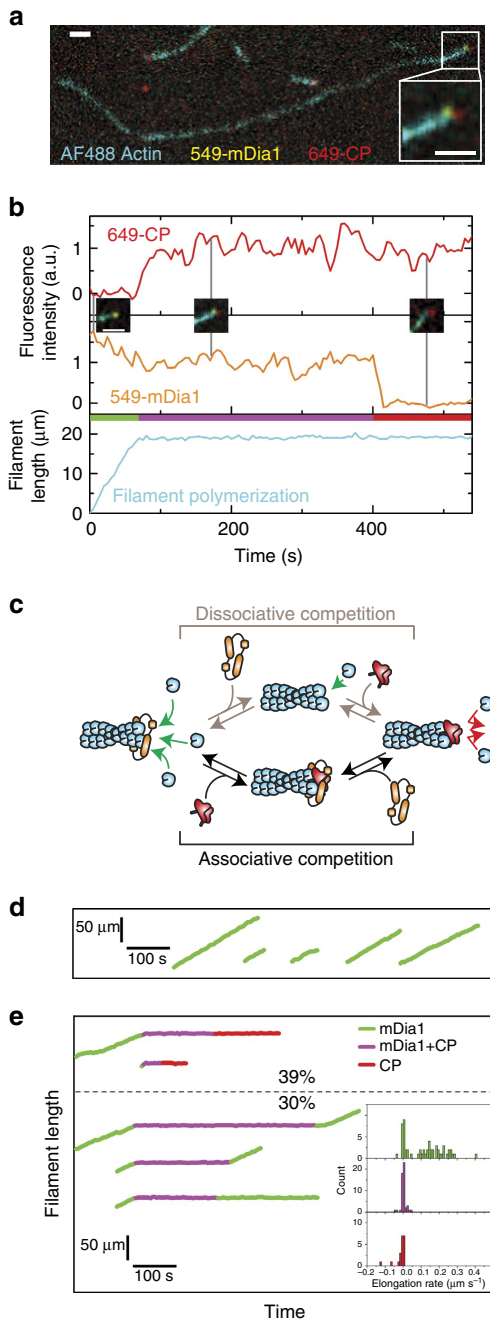 a
AF488 Actin 549-mDia1 649-CP
b
Fluorescence
intensity (a.u.)
649-CP
1
0
549-mDia1
1
0
Filament
length (μm)
20
10
0
Filament polymerization
0 200 400
Time (s)
c
Dissociative competition
Associative competition
d
50 μm
100 s
e
Filament length
mDia1
mDia1+CP
CP
39%
30%
50 μm
100 s
Count
5
0
20
10
0
5
0
–0.2 –0.1 0.0 0.1 0.2 0.3 0.4
Elongation rate (μm s⁻¹)
Time